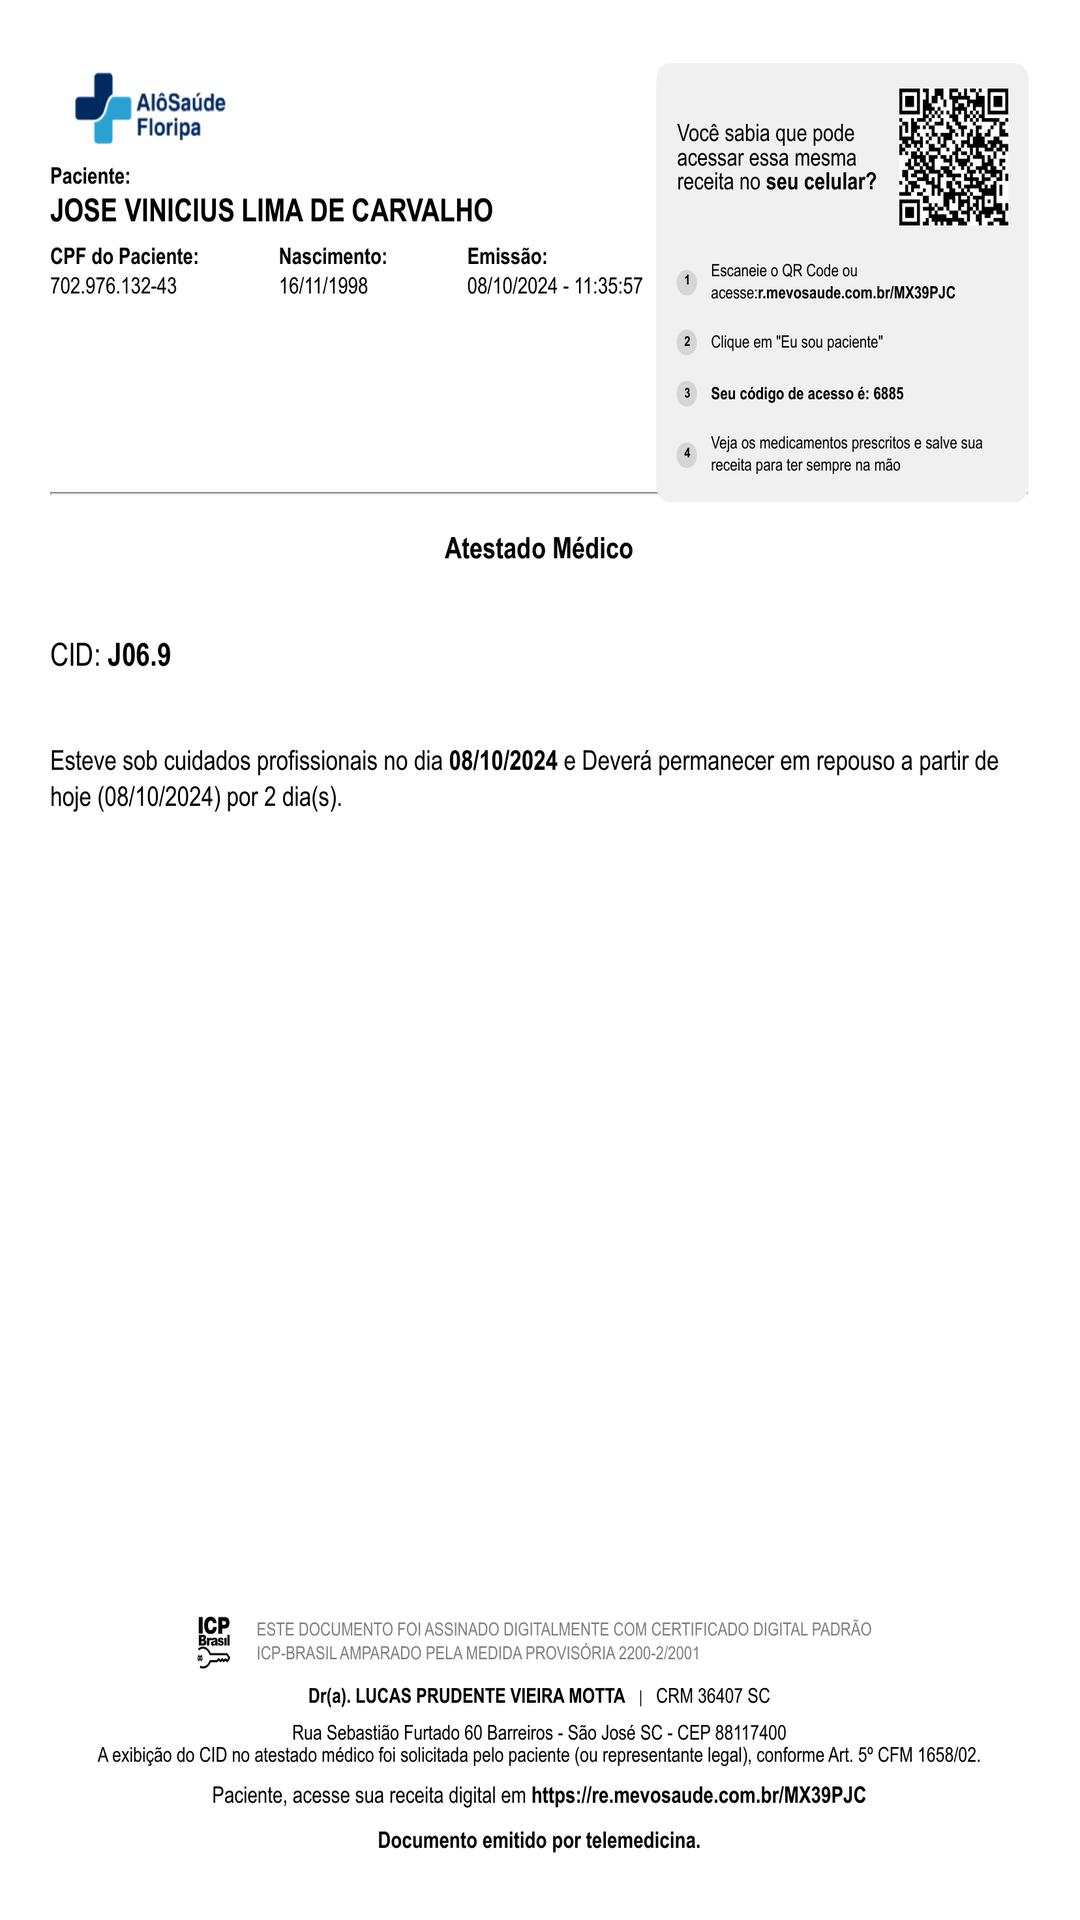 AlôSaúde
Floripa
Paciente:
JOSE VINICIUS LIMA DE CARVALHO
CPF do Paciente: Nascimento: Emissão:
702.976.132-43 16/11/1998 08/10/2024 - 11:35:57
Você sabia que pode
acessar essa mesma
receita no seu celular?
1 Escaneie o QR Code ou
acesse:r.mevosaude.com.br/MX39PJC
2 Clique em "Eu sou paciente"
3 Seu código de acesso é: 6885
4 Veja os medicamentos prescritos e salve sua
receita para ter sempre na mão
Atestado Médico
CID: J06.9
Esteve sob cuidados profissionais no dia 08/10/2024 e Deverá permanecer em repouso a partir de
hoje (08/10/2024) por 2 dia(s).
ICP
Brasil
ESTE DOCUMENTO FOI ASSINADO DIGITALMENTE COM CERTIFICADO DIGITAL PADRÃO
ICP-BRASIL AMPARADO PELA MEDIDA PROVISÓRIA 2200-2/2001
Dr(a). LUCAS PRUDENTE VIEIRA MOTTA | CRM 36407 SC
Rua Sebastião Furtado 60 Barreiros - São José SC - CEP 88117400
A exibição do CID no atestado médico foi solicitada pelo paciente (ou representante legal), conforme Art. 5º CFM 1658/02.
Paciente, acesse sua receita digital em https://re.mevosaude.com.br/MX39PJC
Documento emitido por telemedicina.